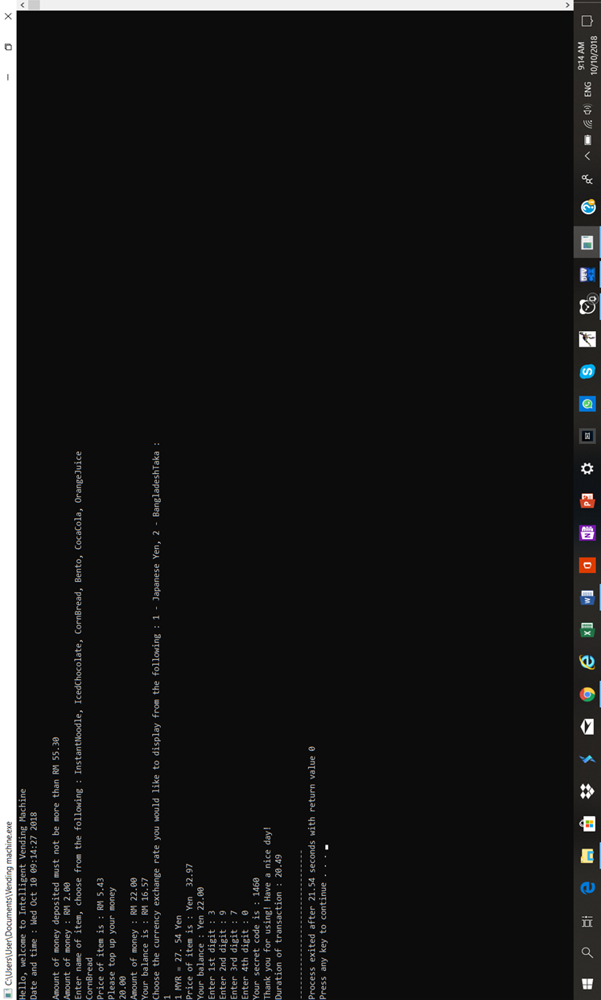 C:\Users\User\Documents\Vending machine.exe
Hello, welcome to Intelligent Vending Machine
Date and time : Wed Oct 10 09:14:27 2018
Amount of money deposited must not be more than RM 55.30
Amount of money : RM 2.00
Enter name of item, choose from the following : InstantNoodle, IcedChocolate, CornBread, Bento, CocaCola, OrangeJuice
CornBread
Price of item is : RM 5.43
Please top up your money
20.00
Amount of money : RM 22.00
Your balance is : RM 16.57
Choose the currency exchange rate you would like to display from the following : 1 - Japanese Yen, 2 - BangladeshTaka :
1
1 MYR = 27. 54 Yen
Price of item is : Yen  32.97
Your balance : Yen 22.00
Enter 1st digit : 3
Enter 2nd digit : 9
Enter 3rd digit : 7
Enter 4th digit : 0
Your secret code is : 1460
Thank you for using! Have a nice day!
Duration of transaction : 20.49
--------------------------------
Process exited after 21.54 seconds with return value 0
Press any key to continue . . .
ENG
9:14 AM
10/10/2018